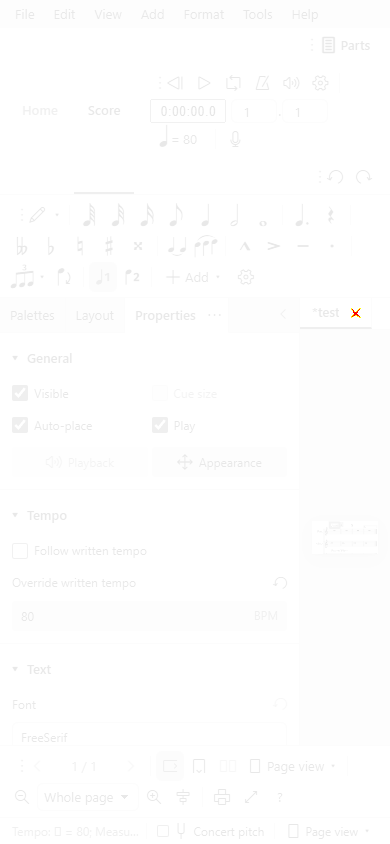 File Edit View Add Format Tools Help
Parts
Home Score 0:00:00.0 1 . 1
= 80
1 2 Add
Palettes Layout Properties *test
General
Visible Cue size
Auto-place Play
Playback Appearance
Tempo
Follow written tempo
Override written tempo
80 BPM
Text
Font
FreeSerif
1 / 1 Page view
Whole page ?
Tempo: = 80: Measu... Concert pitch Page view